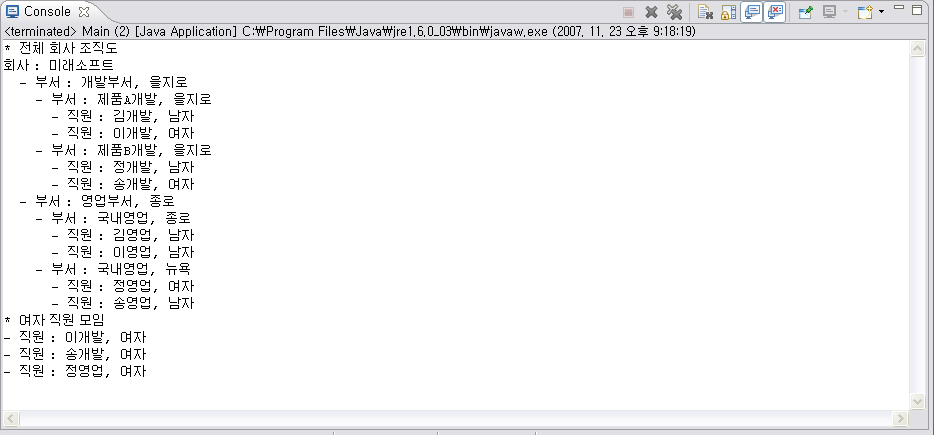 Console
<terminated> Main (2) [Java Application] C:₩Program Files₩Java₩jre1.6.0_03₩bin₩javaw.exe (2007. 11. 23 오후 9:18:19)
* 전체 회사 조직도
회사 : 미래소프트
  - 부서 : 개발부서, 을지로
    - 부서 : 제품A개발, 을지로
      - 직원 : 김개발, 남자
      - 직원 : 이개발, 여자
    - 부서 : 제품B개발, 을지로
      - 직원 : 정개발, 남자
      - 직원 : 송개발, 여자
  - 부서 : 영업부서, 종로
    - 부서 : 국내영업, 종로
      - 직원 : 김영업, 남자
      - 직원 : 이영업, 남자
    - 부서 : 국내영업, 뉴욕
      - 직원 : 정영업, 여자
      - 직원 : 송영업, 남자
* 여자 직원 모임
- 직원 : 이개발, 여자
- 직원 : 송개발, 여자
- 직원 : 정영업, 여자